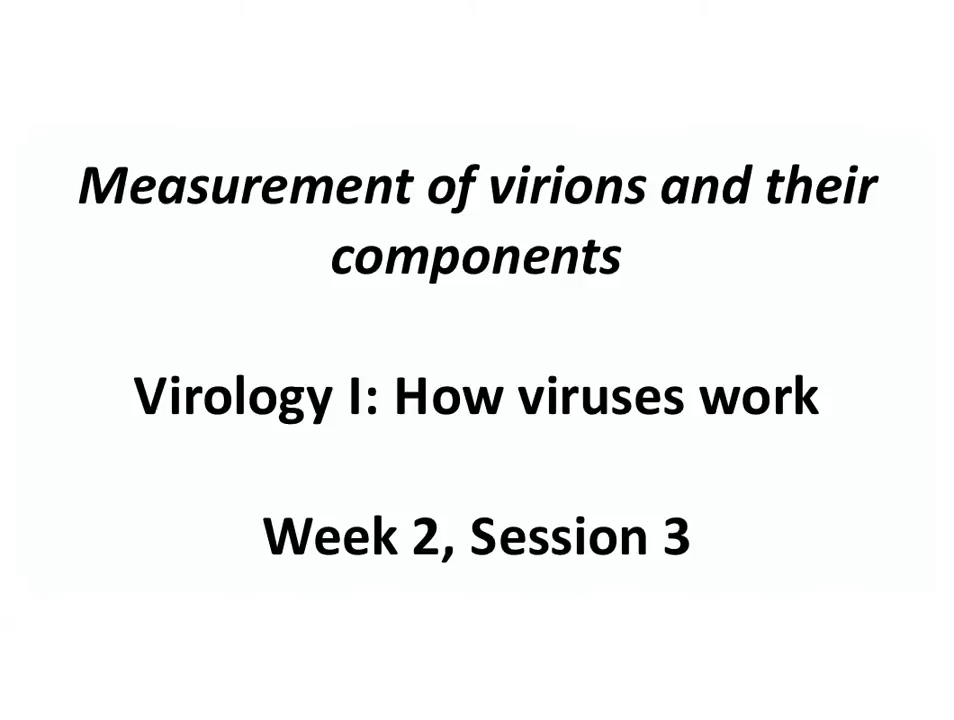 Measurement of virions and their
components
Virology I: How viruses work
Week 2, Session 3